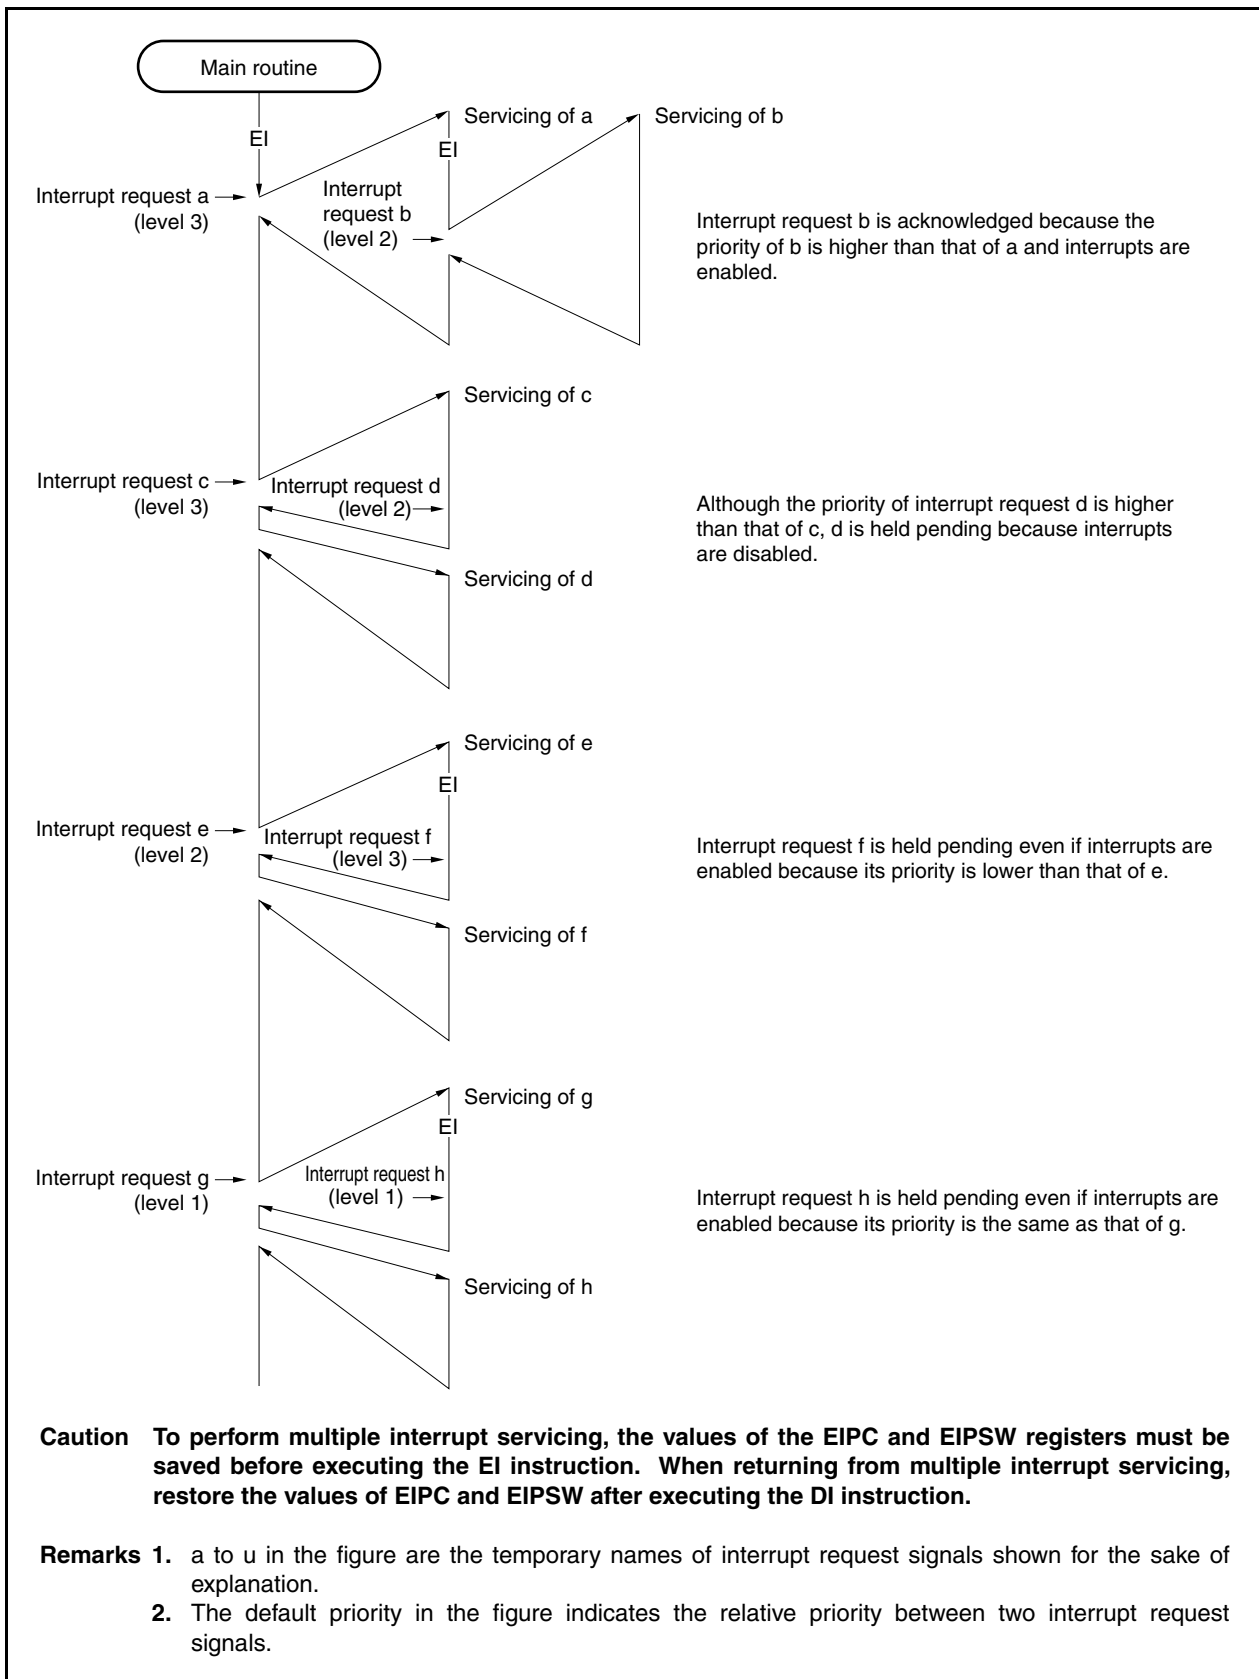 Main routine
EI
Servicing of a
EI
Servicing of b
Interrupt request a
(level 3)
Interrupt
request b
(level 2)
Interrupt request b is acknowledged because the
priority of b is higher than that of a and interrupts are
enabled.
Servicing of c
Interrupt request c
(level 3)
Interrupt request d
(level 2)
Although the priority of interrupt request d is higher
than that of c, d is held pending because interrupts
are disabled.
Servicing of d
Servicing of e
EI
Interrupt request e
(level 2)
Interrupt request f
(level 3)
Interrupt request f is held pending even if interrupts are
enabled because its priority is lower than that of e.
Servicing of f
Servicing of g
EI
Interrupt request g
(level 1)
Interrupt request h
(level 1)
Interrupt request h is held pending even if interrupts are
enabled because its priority is the same as that of g.
Servicing of h
Caution To perform multiple interrupt servicing, the values of the EIPC and EIPSW registers must be
saved before executing the EI instruction. When returning from multiple interrupt servicing,
restore the values of EIPC and EIPSW after executing the DI instruction.
Remarks 1. a to u in the figure are the temporary names of interrupt request signals shown for the sake of
explanation.
2. The default priority in the figure indicates the relative priority between two interrupt request
signals.